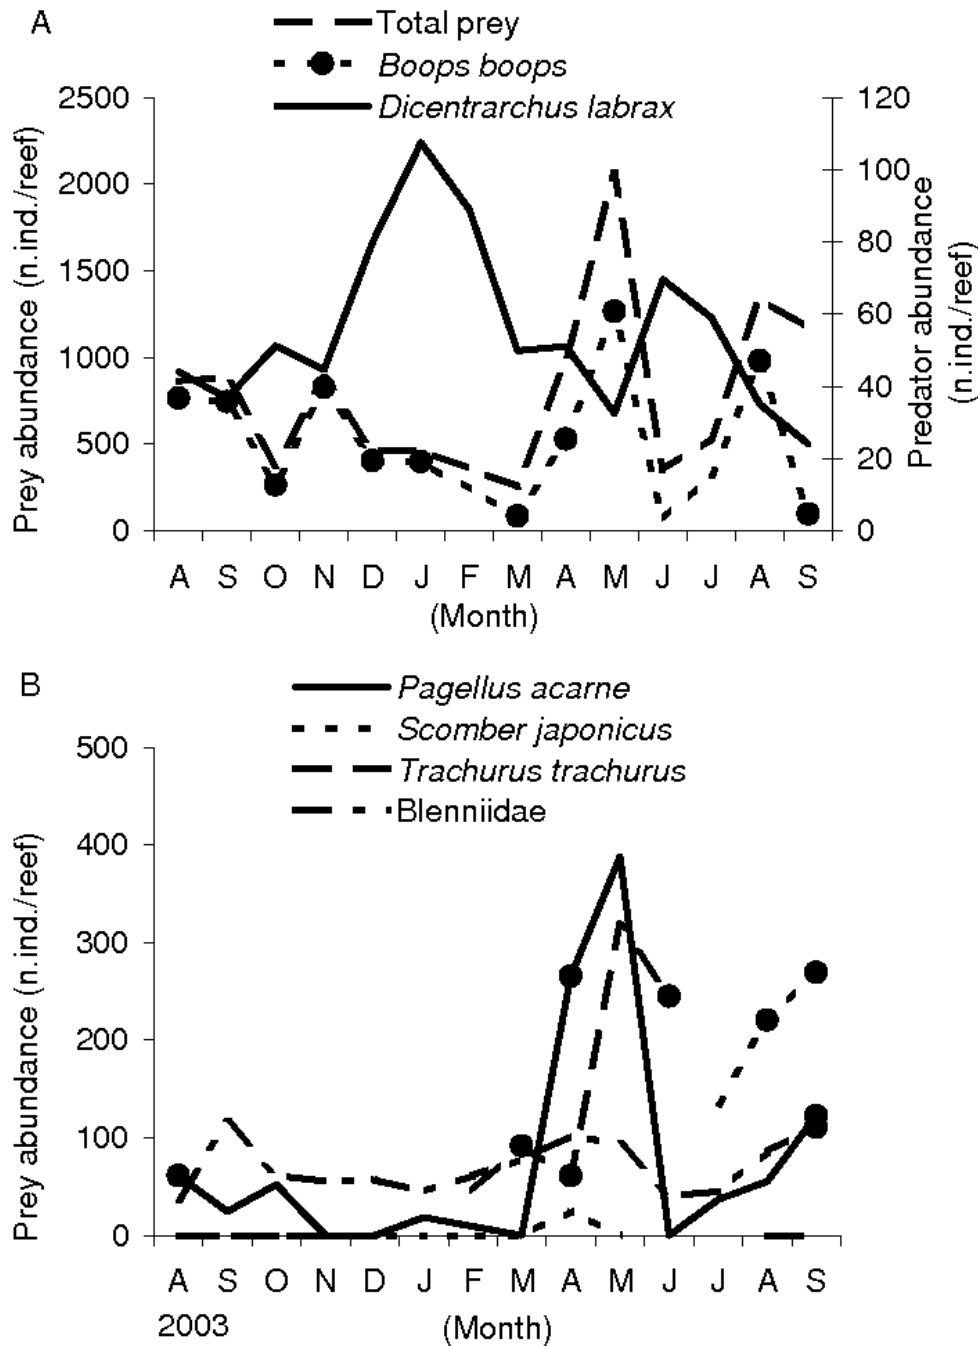 A
Total prey
Boops boops
Dicentrarchus labrax
Prey abundance (n.ind./reef)
2500
2000
1500
1000
500
0
120
100
80
60
40
20
0
Predator abundance
(n.ind./reef)
A S O N D J F M A M J J A S
(Month)
B
Pagellus acarne
Scomber japonicus
Trachurus trachurus
Blenniidae
Prey abundance (n.ind./reef)
500
400
300
200
100
0
A S O N D J F M A M J J A S
2003
(Month)